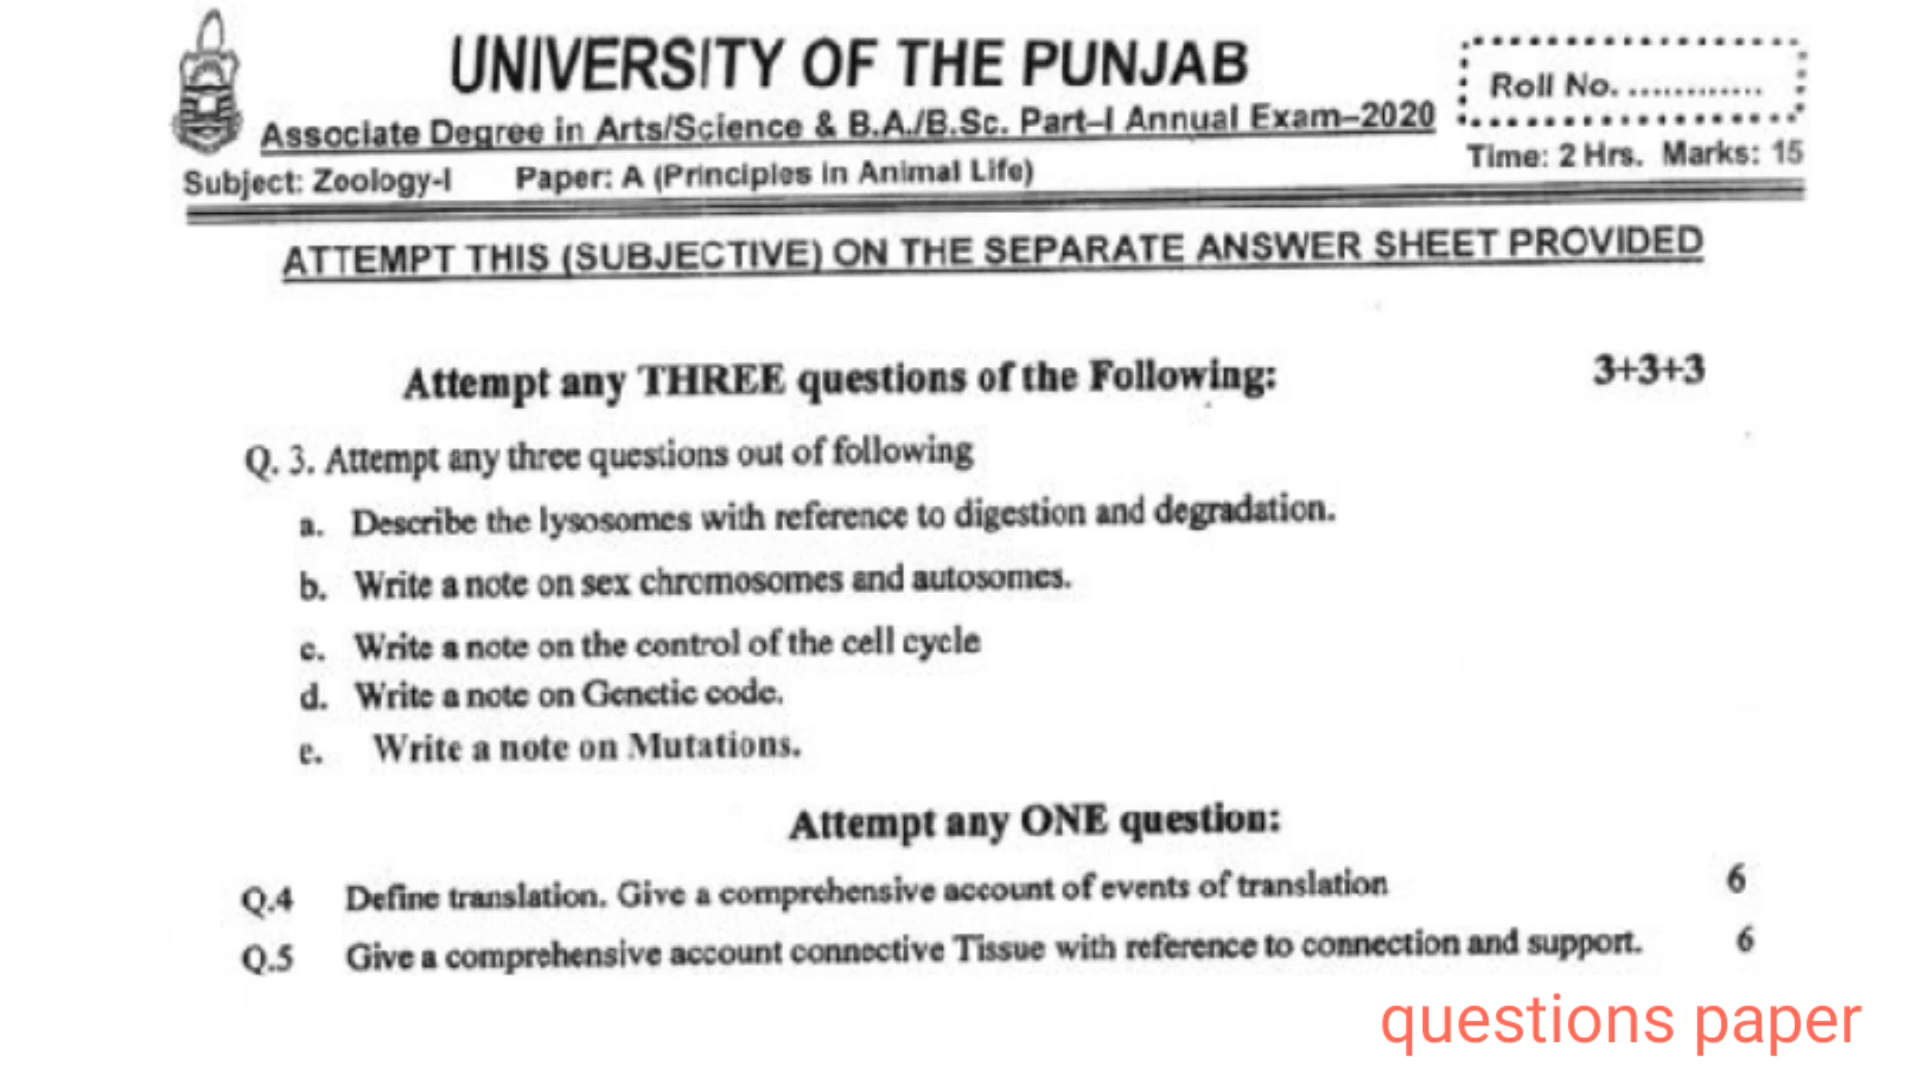 UNIVERSITY OF THE PUNJAB
Roll No. ............
Associate Degree in Arts/Science & B.A./B.Sc. Part–I Annual Exam–2020
Time: 2 Hrs. Marks: 15
Subject: Zoology-I Paper: A (Principles in Animal Life)
ATTEMPT THIS (SUBJECTIVE) ON THE SEPARATE ANSWER SHEET PROVIDED
Attempt any THREE questions of the Following: 3+3+3
Q. 3. Attempt any three questions out of following
a. Describe the lysosomes with reference to digestion and degradation.
b. Write a note on sex chromosomes and autosomes.
c. Write a note on the control of the cell cycle
d. Write a note on Genetic code.
e. Write a note on Mutations.
Attempt any ONE question:
Q.4 Define translation. Give a comprehensive account of events of translation 6
Q.5 Give a comprehensive account connective Tissue with reference to connection and support. 6
questions paper